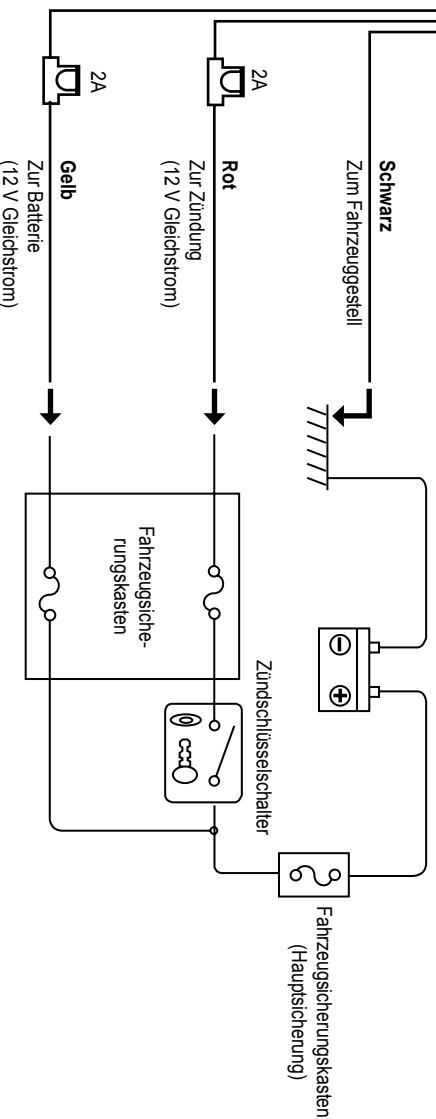 Schwarz
Zum Fahrzeuggestell
2A
Rot
Zur Zündung
(12 V Gleichstrom)
2A
Gelb
Zur Batterie
(12 V Gleichstrom)
Fahrzeugsiche-
rungskasten
Zündschlüsselschalter
Fahrzeugsicherungskasten
(Hauptsicherung)